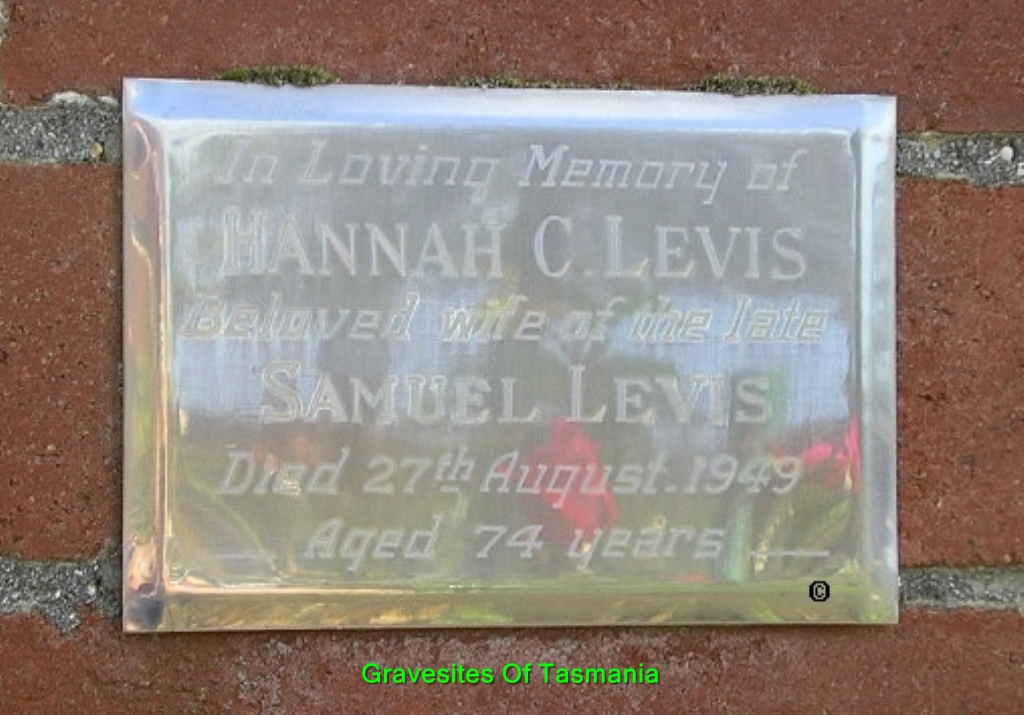 In Loving Memory of
HANNAH C. LEVIS
Beloved wife of the late
SAMUEL LEVIS
Died 27th August. 1949
Aged 74 years
©
Gravesites Of Tasmania